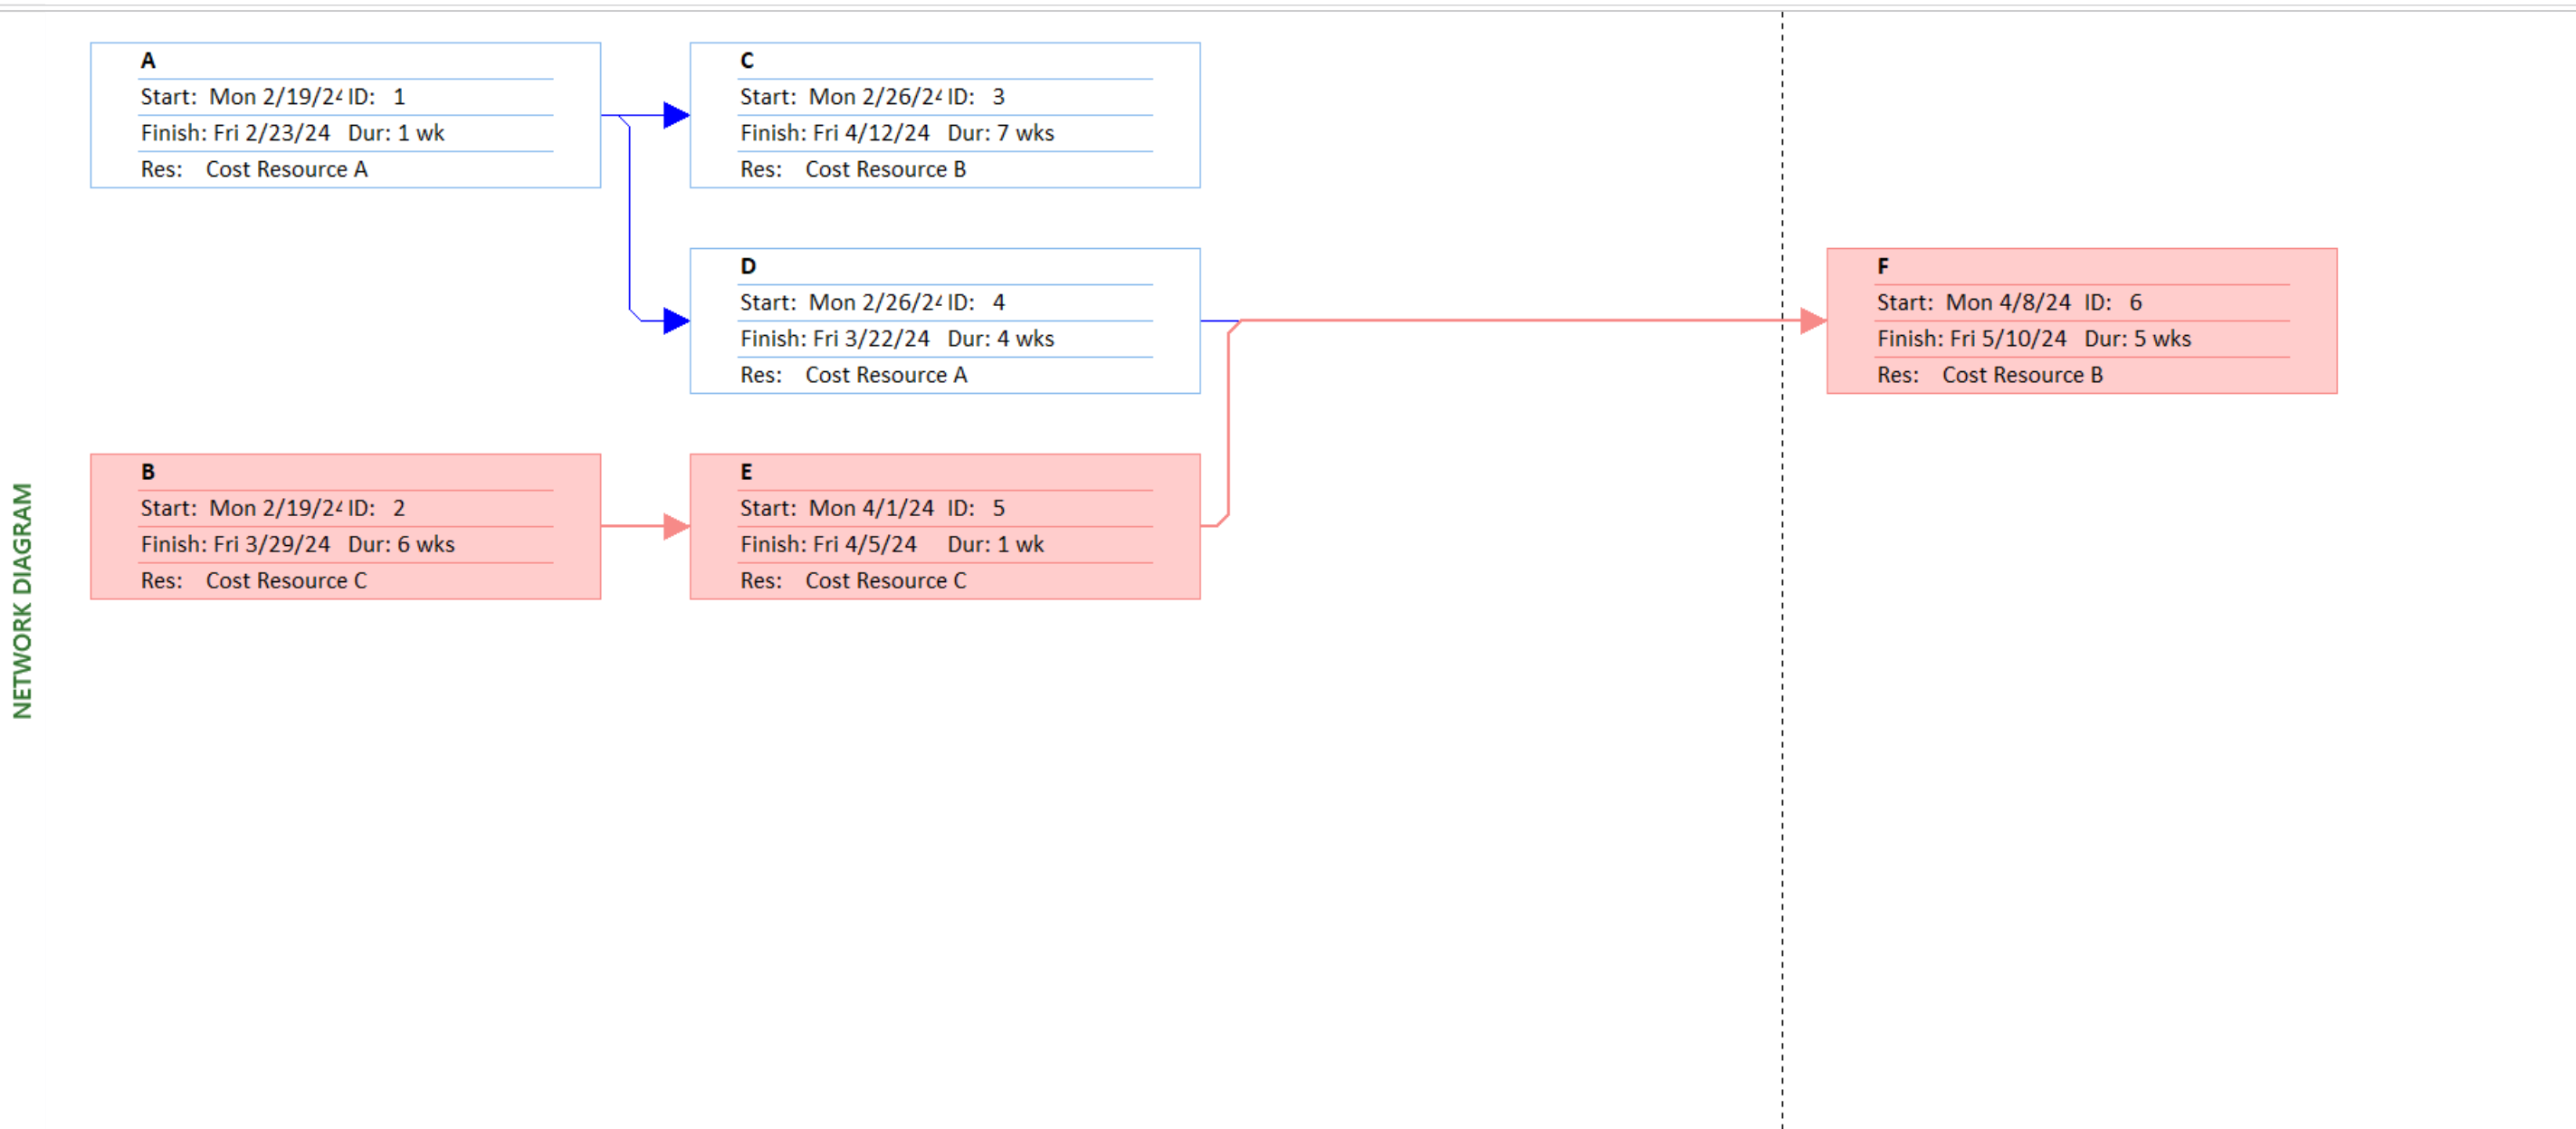 A
Start: Mon 2/19/24 ID: 1
Finish: Fri 2/23/24 Dur: 1 wk
Res: Cost Resource A
C
Start: Mon 2/26/24 ID: 3
Finish: Fri 4/12/24 Dur: 7 wks
Res: Cost Resource B
D
Start: Mon 2/26/24 ID: 4
Finish: Fri 3/22/24 Dur: 4 wks
Res: Cost Resource A
F
Start: Mon 4/8/24 ID: 6
Finish: Fri 5/10/24 Dur: 5 wks
Res: Cost Resource B
B
Start: Mon 2/19/24 ID: 2
Finish: Fri 3/29/24 Dur: 6 wks
Res: Cost Resource C
E
Start: Mon 4/1/24 ID: 5
Finish: Fri 4/5/24 Dur: 1 wk
Res: Cost Resource C
NETWORK DIAGRAM